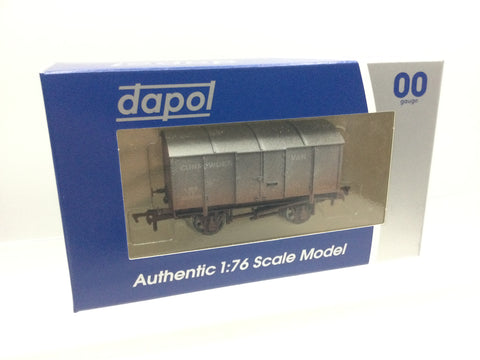 dapol
00
gauge
GUNPOWDER VAN
Authentic 1:76 Scale Model